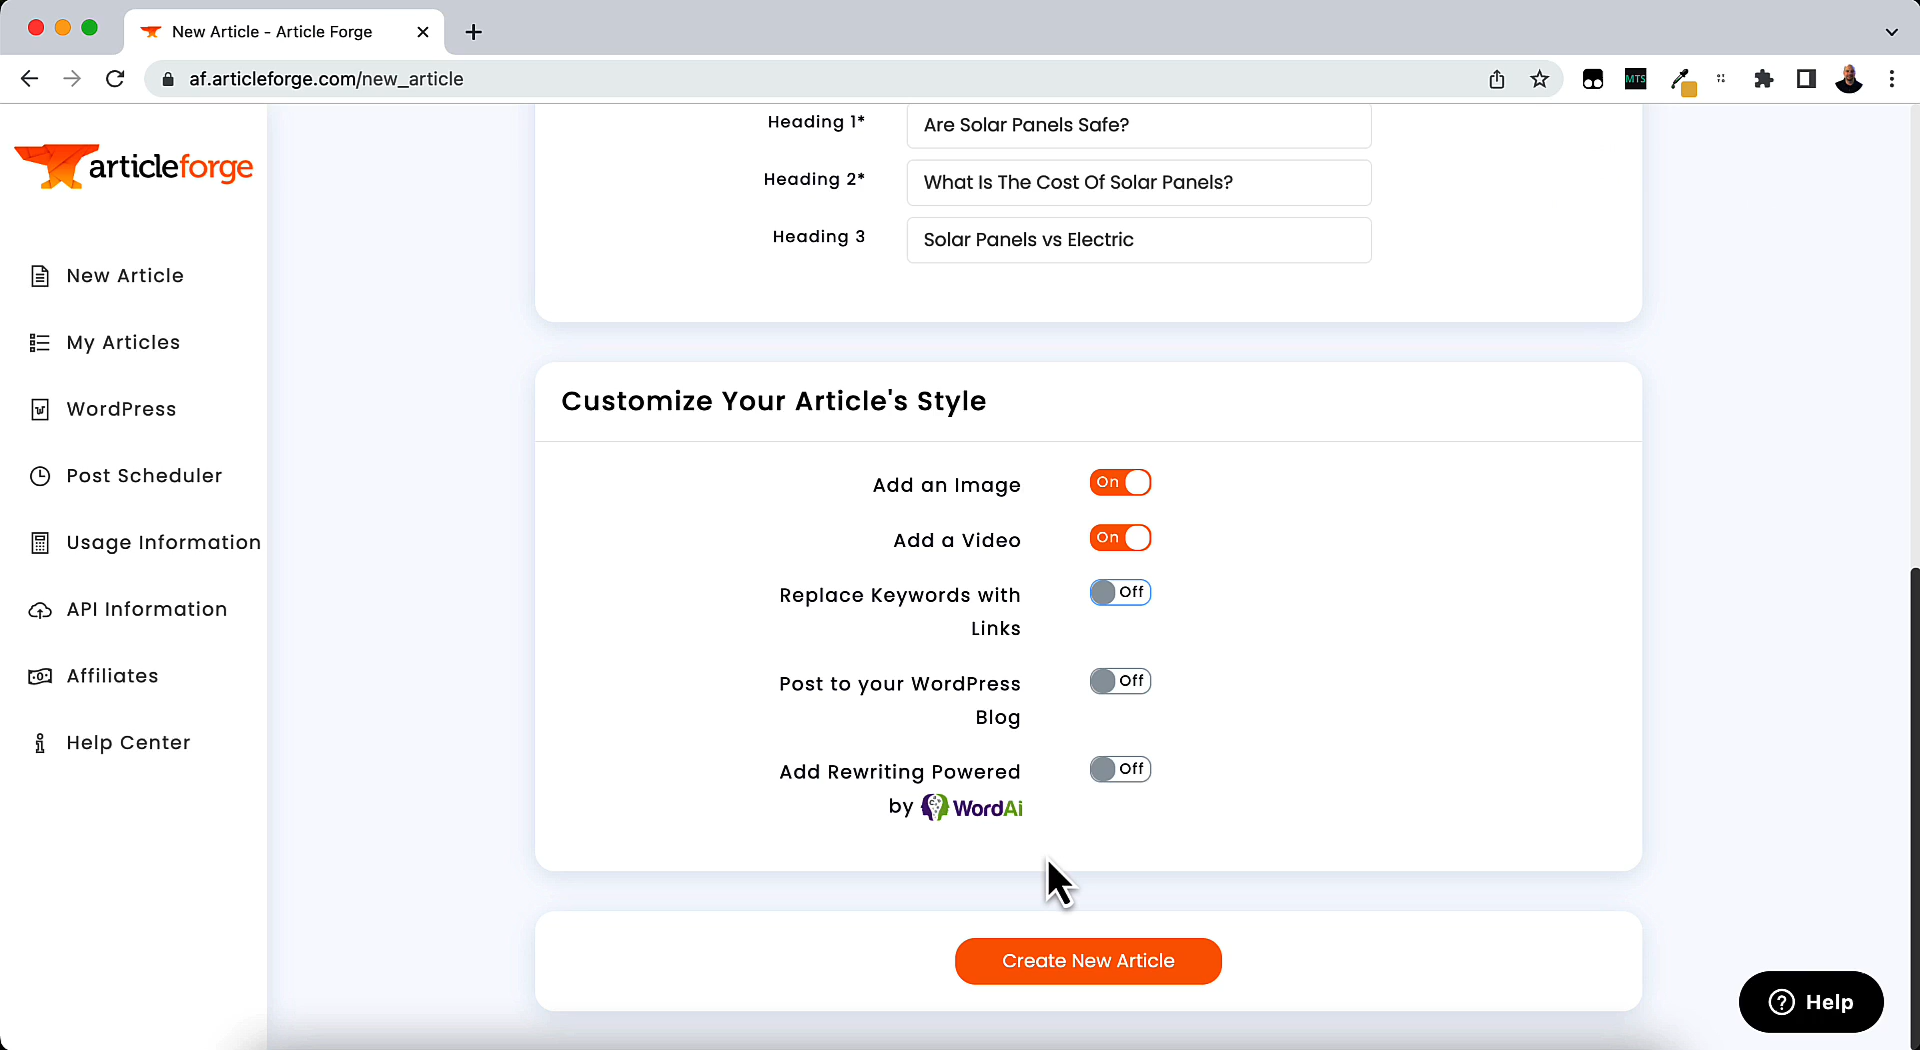 New Article - Article Forge
af.articleforge.com/new_article
MTS
articleforge
New Article
My Articles
WordPress
Post Scheduler
Usage Information
API Information
Affiliates
Help Center
Heading 1* Are Solar Panels Safe?
Heading 2* What Is The Cost Of Solar Panels?
Heading 3 Solar Panels vs Electric
Customize Your Article's Style
Add an Image On
Add a Video On
Replace Keywords with Off
Links
Post to your WordPress Off
Blog
Add Rewriting Powered Off
by WordAi
Create New Article
Help